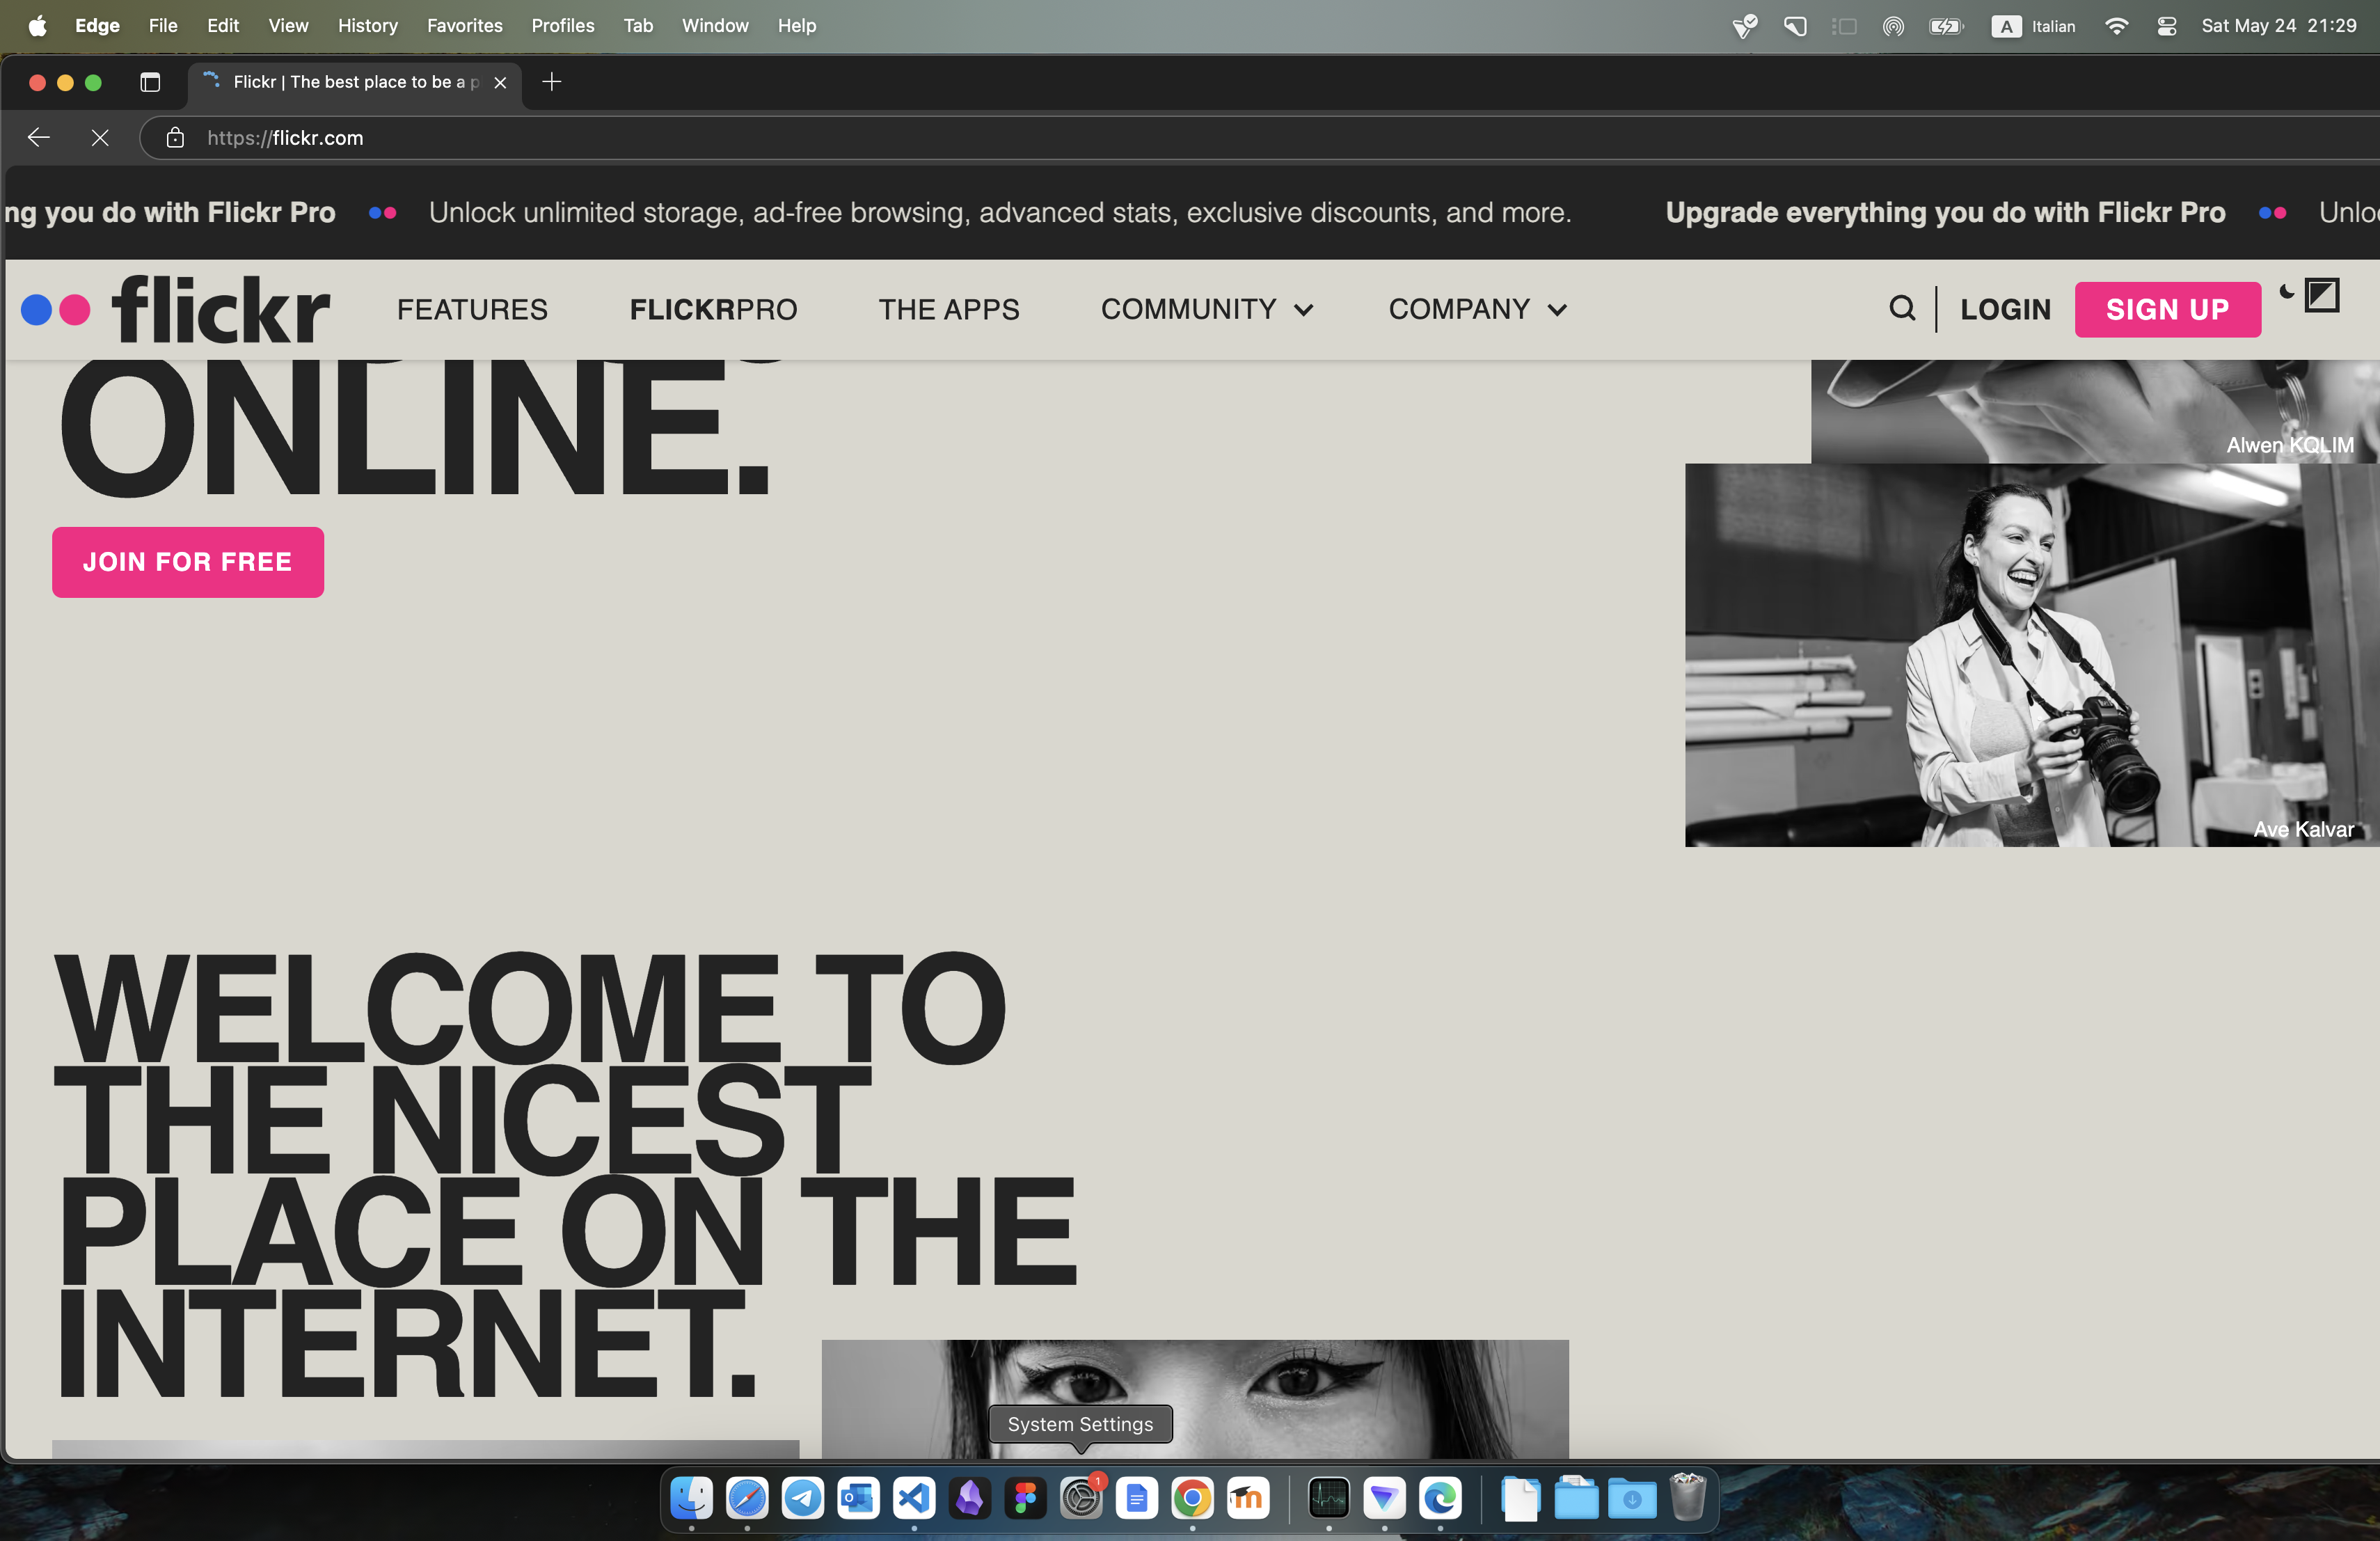 Edge File Edit View History Favorites Profiles Tab Window Help A Italian Sat May 24 21:29
Flickr | The best place to be a p
https://flickr.com
ng you do with Flickr Pro Unlock unlimited storage, ad-free browsing, advanced stats, exclusive discounts, and more. Upgrade everything you do with Flickr Pro Unlo
flickr FEATURES FLICKRPRO THE APPS COMMUNITY COMPANY LOGIN SIGN UP
ONLINE.
Alwen KQLIM
JOIN FOR FREE
Ave Kalvar
WELCOME TO
THE NICEST
PLACE ON THE
INTERNET.
System Settings
1